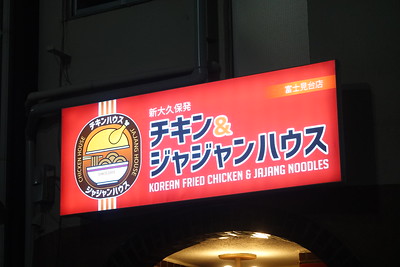 富士見台店
新大久保発
チキン&
ジャジャンハウス
KOREAN FRIED CHICKEN & JAJANG NOODLES
チキンハウス&
CHICKEN HOUSE
JAJANG HOUSE
ジャジャンハウス